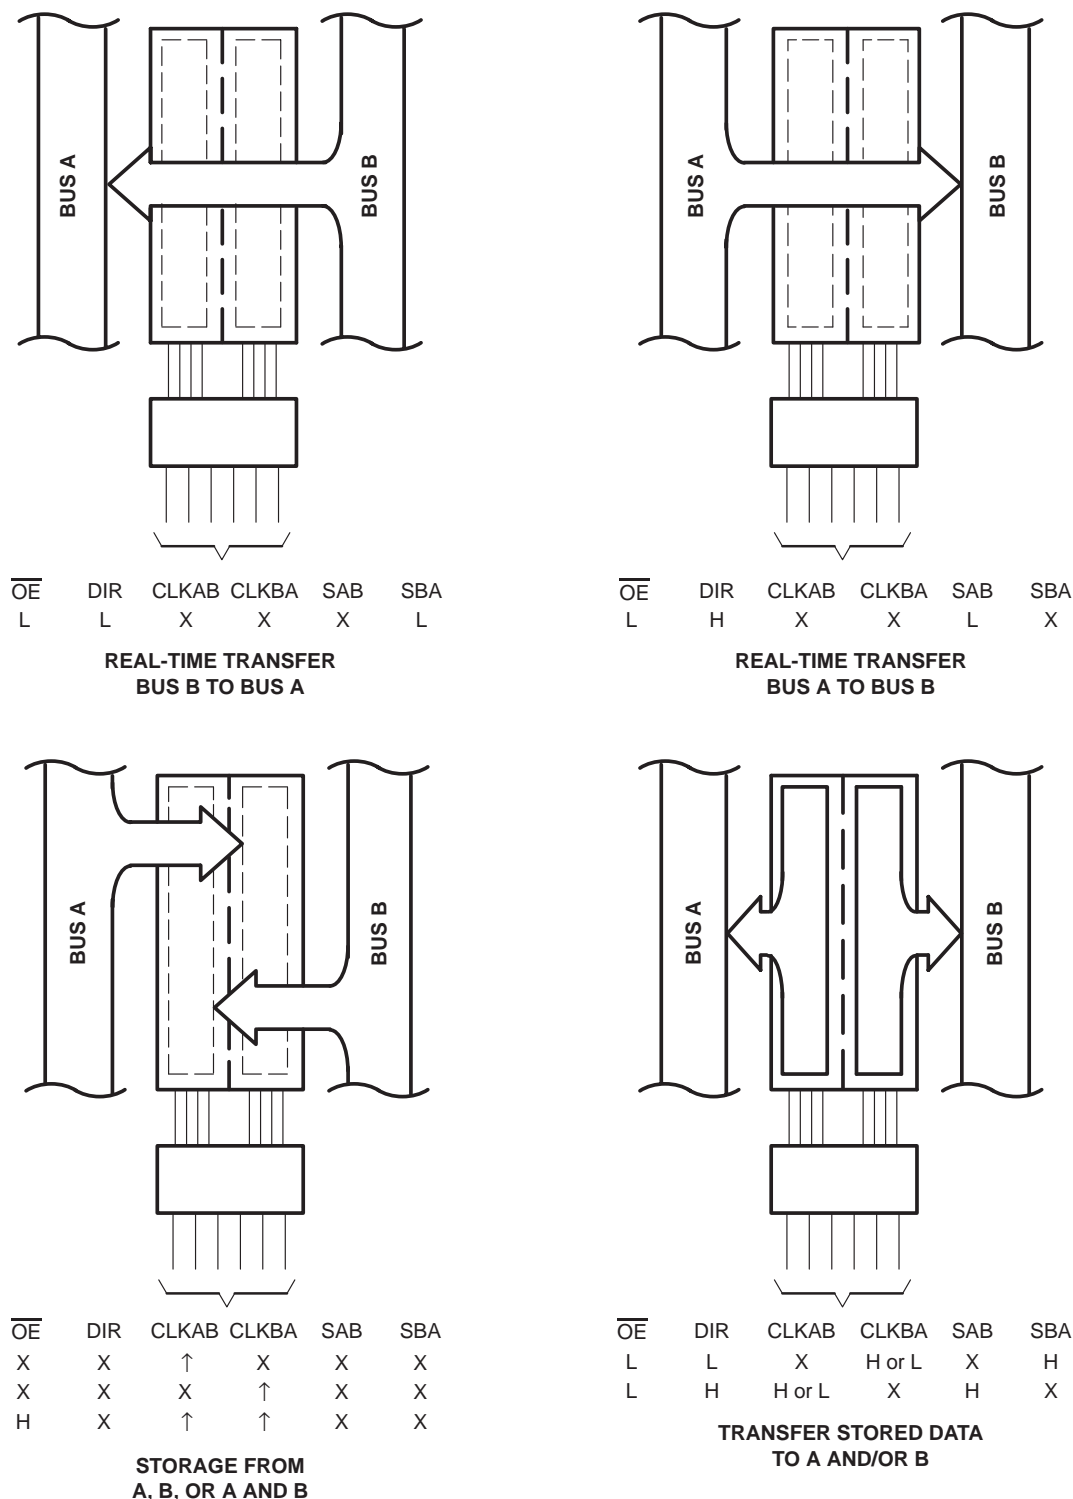 BUS A
BUS B
OE DIR CLKAB CLKBA SAB SBA
L L X X X L
REAL-TIME TRANSFER
BUS B TO BUS A
BUS A
BUS B
OE DIR CLKAB CLKBA SAB SBA
L H X X L X
REAL-TIME TRANSFER
BUS A TO BUS B
BUS A
BUS B
OE DIR CLKAB CLKBA SAB SBA
X X ↑ X X X
X X X ↑ X X
H X ↑ ↑ X X
STORAGE FROM
A, B, OR A AND B
BUS A
BUS B
OE DIR CLKAB CLKBA SAB SBA
L L X H or L X H
L H H or L X H X
TRANSFER STORED DATA
TO A AND/OR B